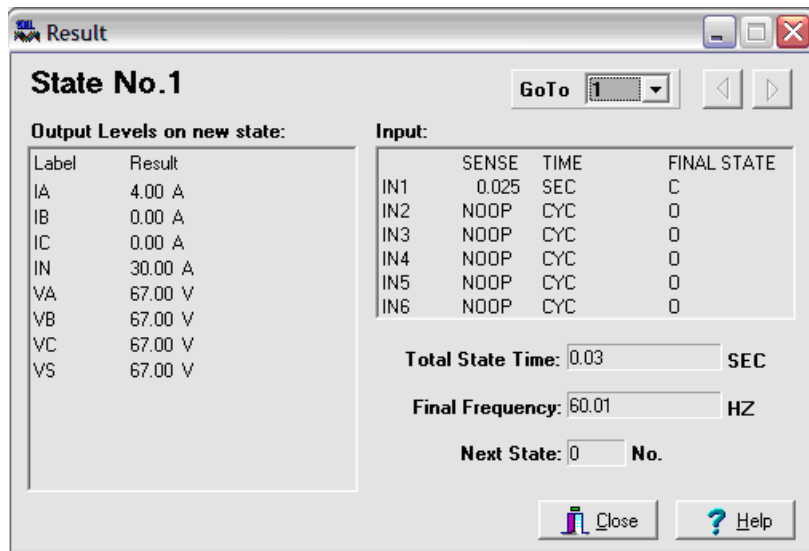 Result
State No.1
GoTo 1
Output Levels on new state:
Label Result
IA 4.00 A
IB 0.00 A
IC 0.00 A
IN 30.00 A
VA 67.00 V
VB 67.00 V
VC 67.00 V
VS 67.00 V
Input:
SENSE TIME FINAL STATE
IN1 0.025 SEC C
IN2 NOOP CYC O
IN3 NOOP CYC O
IN4 NOOP CYC O
IN5 NOOP CYC O
IN6 NOOP CYC O
Total State Time: 0.03 SEC
Final Frequency: 60.01 HZ
Next State: 0 No.
Close Help